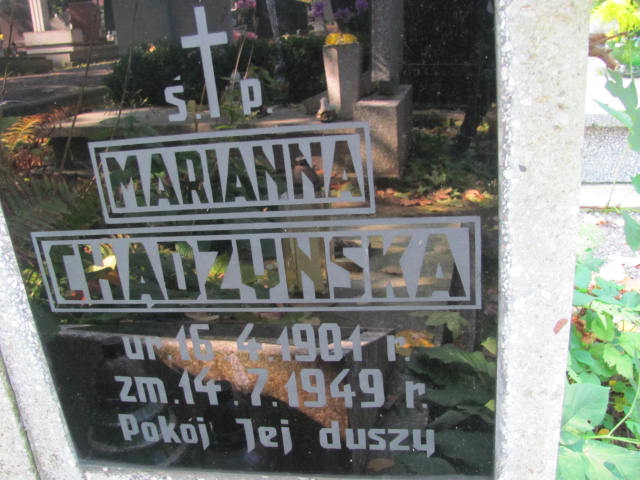 Ś. P.
MARIANNA
CHĄDZYŃSKA
ur 16 4.1901 r.
zm.14.7.1949 r.
Pokój Jej duszy